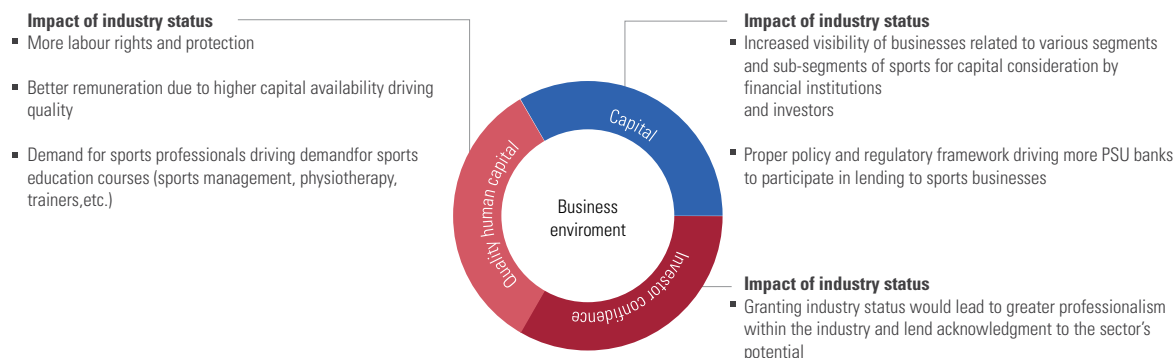 Impact of industry status
▪ More labour rights and protection
▪ Better remuneration due to higher capital availability driving
quality
▪ Demand for sports professionals driving demandfor sports
education courses (sports management, physiotherapy,
trainers,etc.)
Quality human capital
Capital
Investor confidence
Business
enviroment
Impact of industry status
▪ Increased visibility of businesses related to various segments
and sub-segments of sports for capital consideration by
financial institutions
and investors
▪ Proper policy and regulatory framework driving more PSU banks
to participate in lending to sports businesses
Impact of industry status
▪ Granting industry status would lead to greater professionalism
within the industry and lend acknowledgment to the sector's
potential